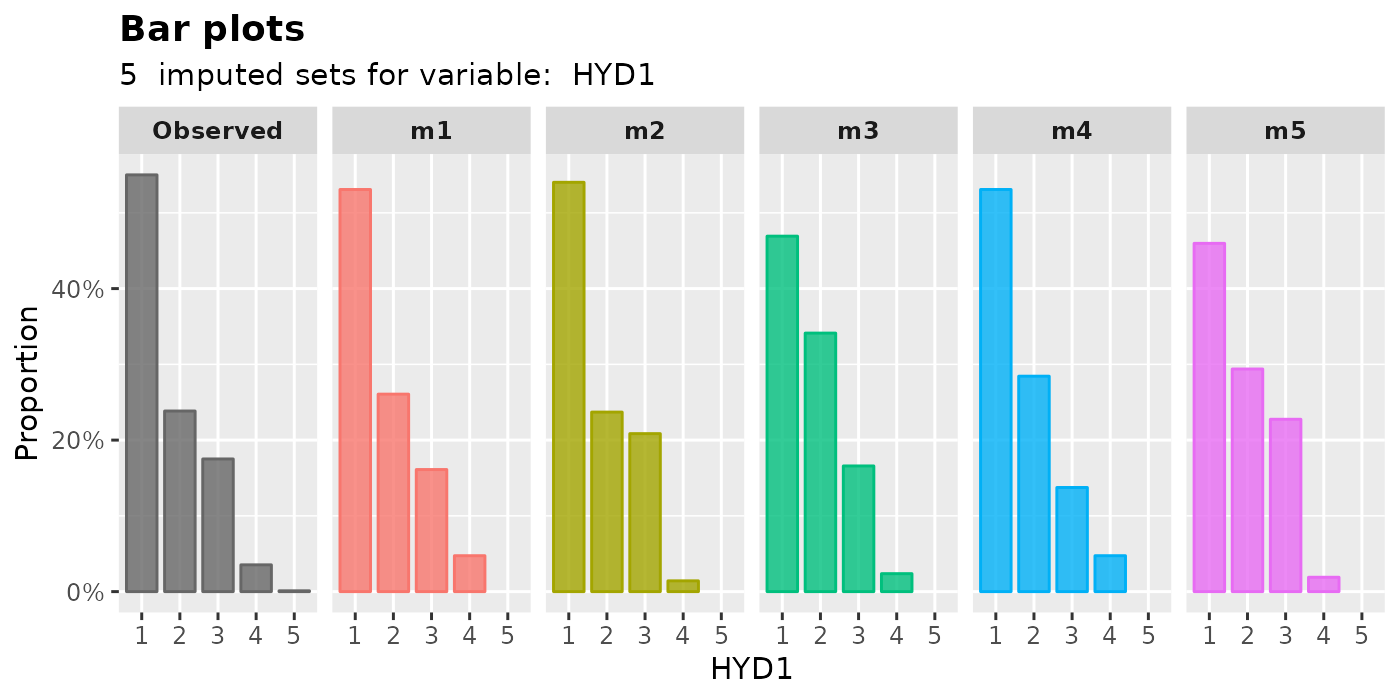 Bar plots
5  imputed sets for variable:  HYD1
Observed m1 m2 m3 m4 m5
Proportion
40%
20%
0%
1 2 3 4 5 1 2 3 4 5 1 2 3 4 5 1 2 3 4 5 1 2 3 4 5 1 2 3 4 5
HYD1